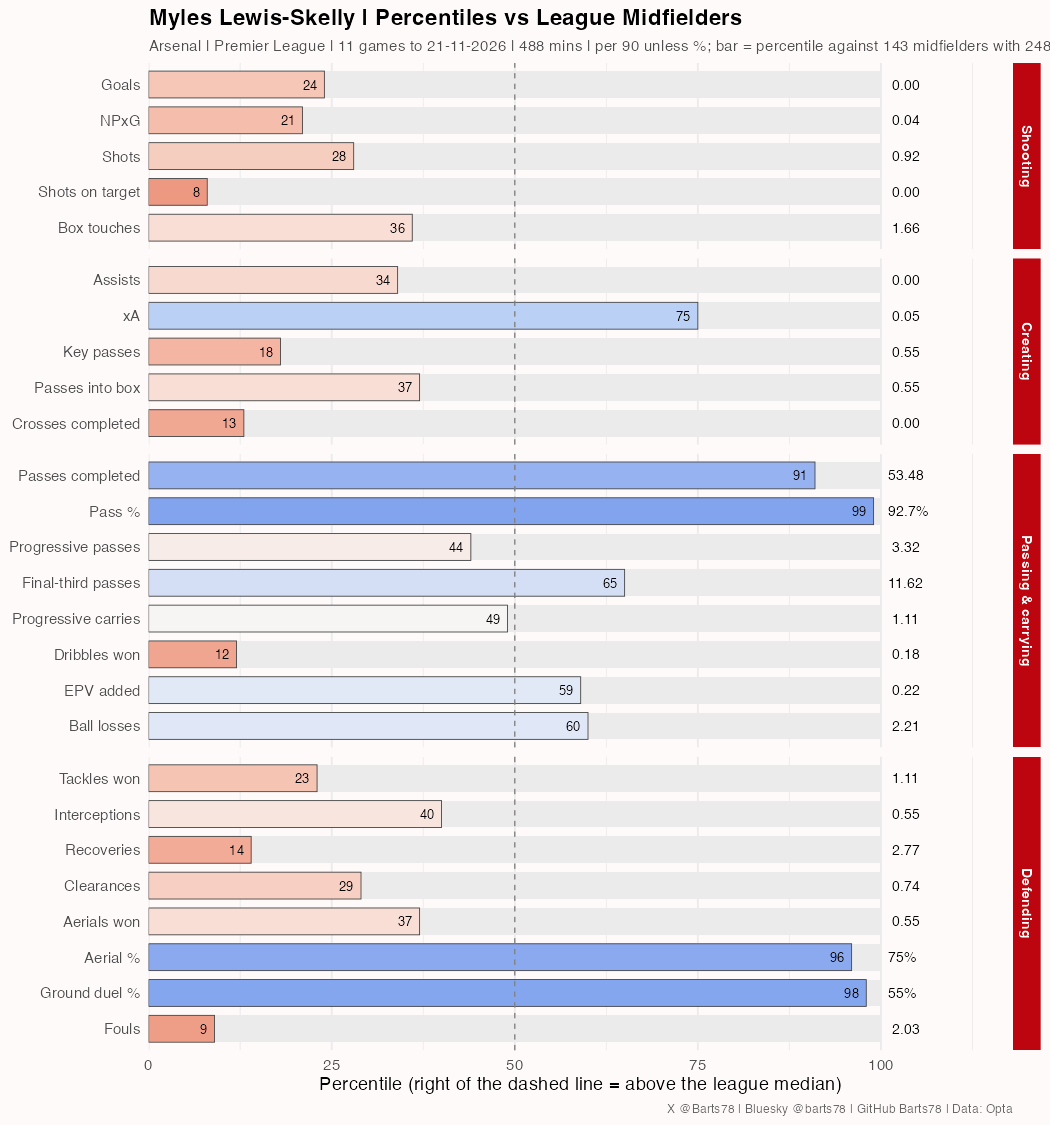 Myles Lewis-Skelly | Percentiles vs League Midfielders
Arsenal | Premier League | 11 games to 21-11-2026 | 488 mins | per 90 unless %; bar = percentile against 143 midfielders with 248
Goals 24 0.00
NPxG 21 0.04
Shots 28 0.92
Shots on target 8 0.00
Box touches 36 1.66
Shooting
Assists 34 0.00
xA 75 0.05
Key passes 18 0.55
Passes into box 37 0.55
Crosses completed 13 0.00
Creating
Passes completed 91 53.48
Pass % 99 92.7%
Progressive passes 44 3.32
Final-third passes 65 11.62
Progressive carries 49 1.11
Dribbles won 12 0.18
EPV added 59 0.22
Ball losses 60 2.21
Passing & carrying
Tackles won 23 1.11
Interceptions 40 0.55
Recoveries 14 2.77
Clearances 29 0.74
Aerials won 37 0.55
Aerial % 96 75%
Ground duel % 98 55%
Fouls 9 2.03
Defending
0 25 50 75 100
Percentile (right of the dashed line = above the league median)
X @Barts78 | Bluesky @barts78 | GitHub Barts78 | Data: Opta